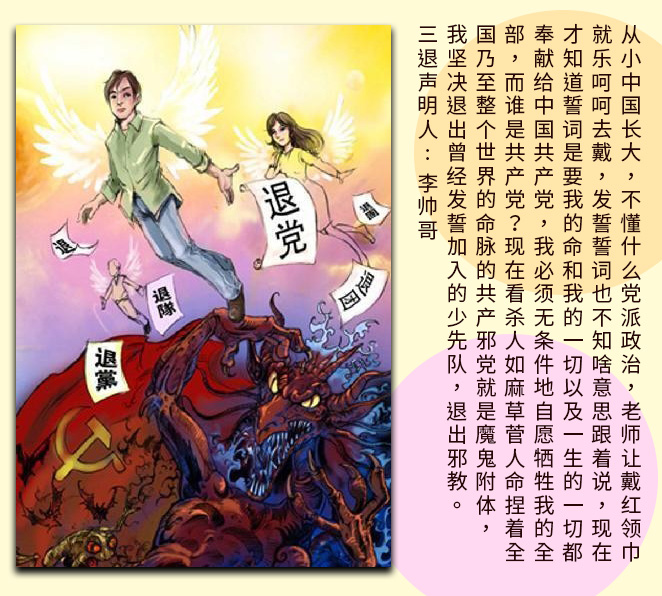 从小中国长大，不懂什么党派政治，老师让戴红领巾
就乐呵呵去戴，发誓誓词也不知啥意思跟着说，现在
才知道誓词是要我的命和我的一切以及一生的一切都
奉献给中国共产党，我必须无条件地自愿牺牲我的全
部，而谁是共产党？现在看杀人如麻草菅人命捏着全
国乃至整个世界的命脉的共产邪党就是魔鬼附体，
我坚决退出曾经发誓加入的少先队，退出邪教。
三退声明人：李帅哥
退党
退
退隊
退團
退黨